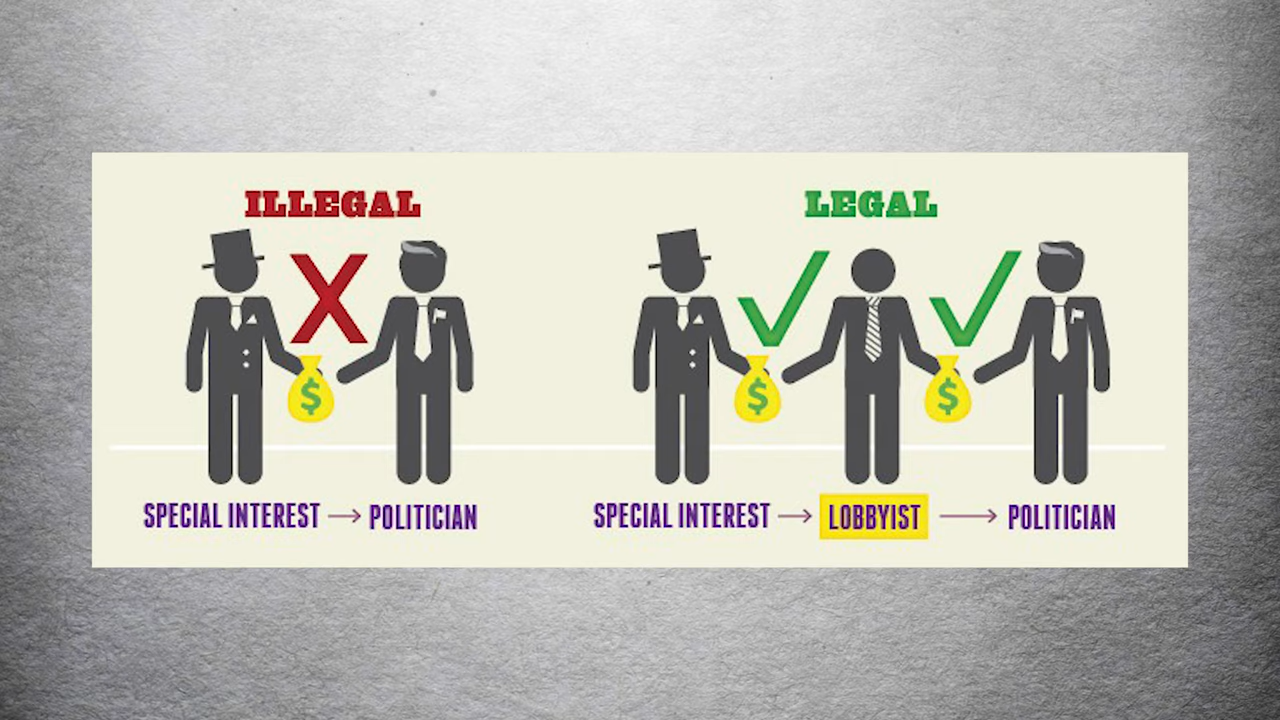 ILLEGAL
LEGAL
X
$
$
$
SPECIAL INTEREST → POLITICIAN
SPECIAL INTEREST → LOBBYIST → POLITICIAN